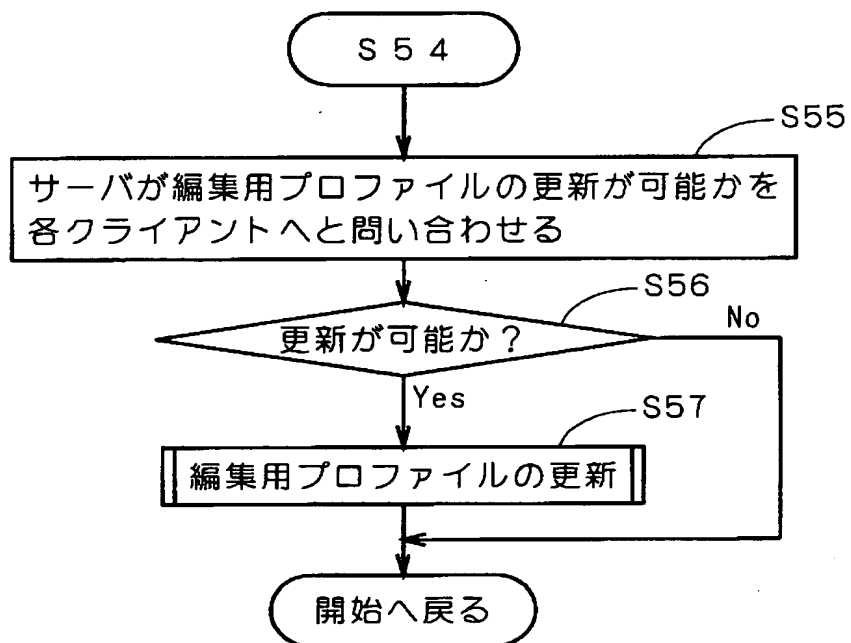 S54
S55
サーバが編集用プロファイルの更新が可能かを
各クライアントへと問い合わせる
S56
更新が可能か?
No
Yes
S57
編集用プロファイルの更新
開始へ戻る